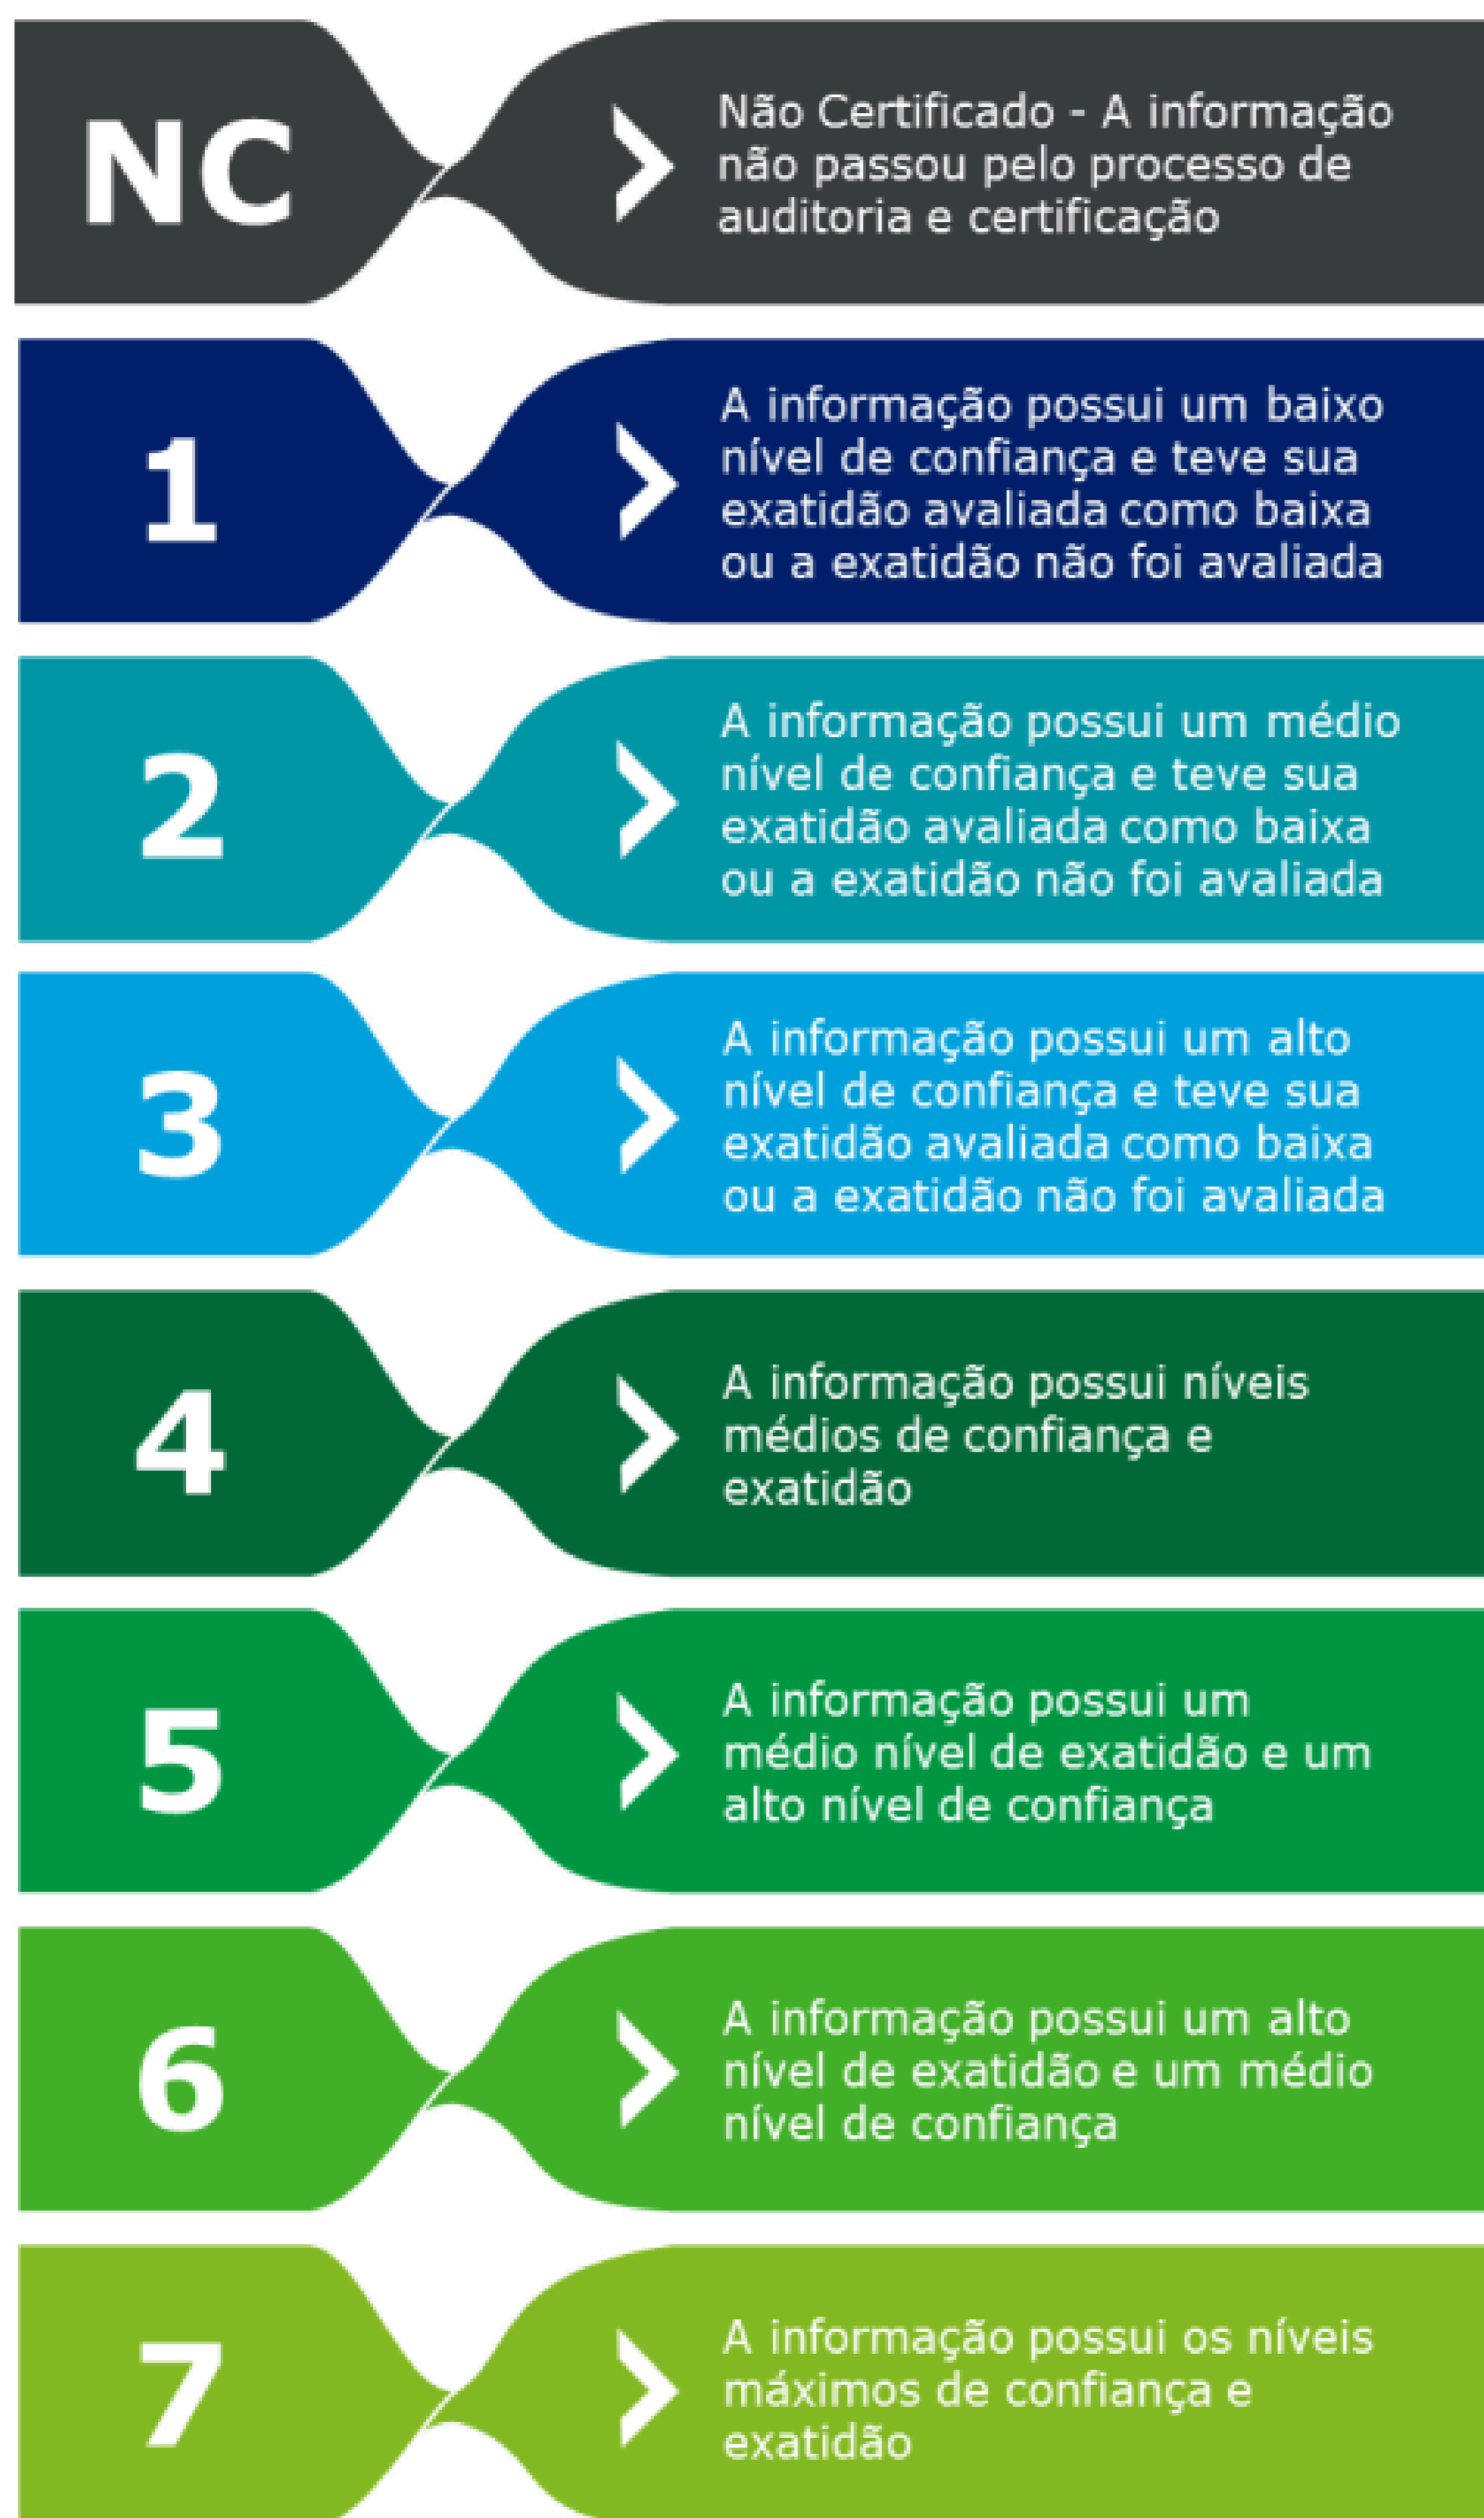 NC
Não Certificado - A informação
não passou pelo processo de
auditoria e certificação
1
A informação possui um baixo
nível de confiança e teve sua
exatidão avaliada como baixa
ou a exatidão não foi avaliada
2
A informação possui um médio
nível de confiança e teve sua
exatidão avaliada como baixa
ou a exatidão não foi avaliada
3
A informação possui um alto
nível de confiança e teve sua
exatidão avaliada como baixa
ou a exatidão não foi avaliada
4
A informação possui níveis
médios de confiança e
exatidão
5
A informação possui um
médio nível de exatidão e um
alto nível de confiança
6
A informação possui um alto
nível de exatidão e um médio
nível de confiança
7
A informação possui os níveis
máximos de confiança e
exatidão